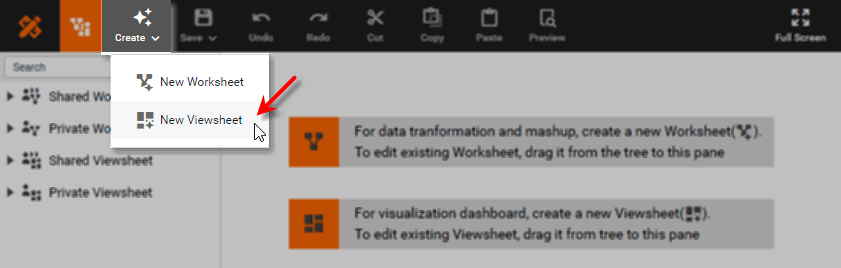 Create
Save
Undo
Redo
Cut
Copy
Paste
Preview
Full Screen
Search
New Worksheet
New Viewsheet
Shared Wo
Private Wo
Shared Viewsheet
Private Viewsheet
For data tranformation and mashup, create a new Worksheet( ).
To edit existing Worksheet, drag it from the tree to this pane
For visualization dashboard, create a new Viewsheet( ).
To edit existing Viewsheet, drag it from tree to this pane